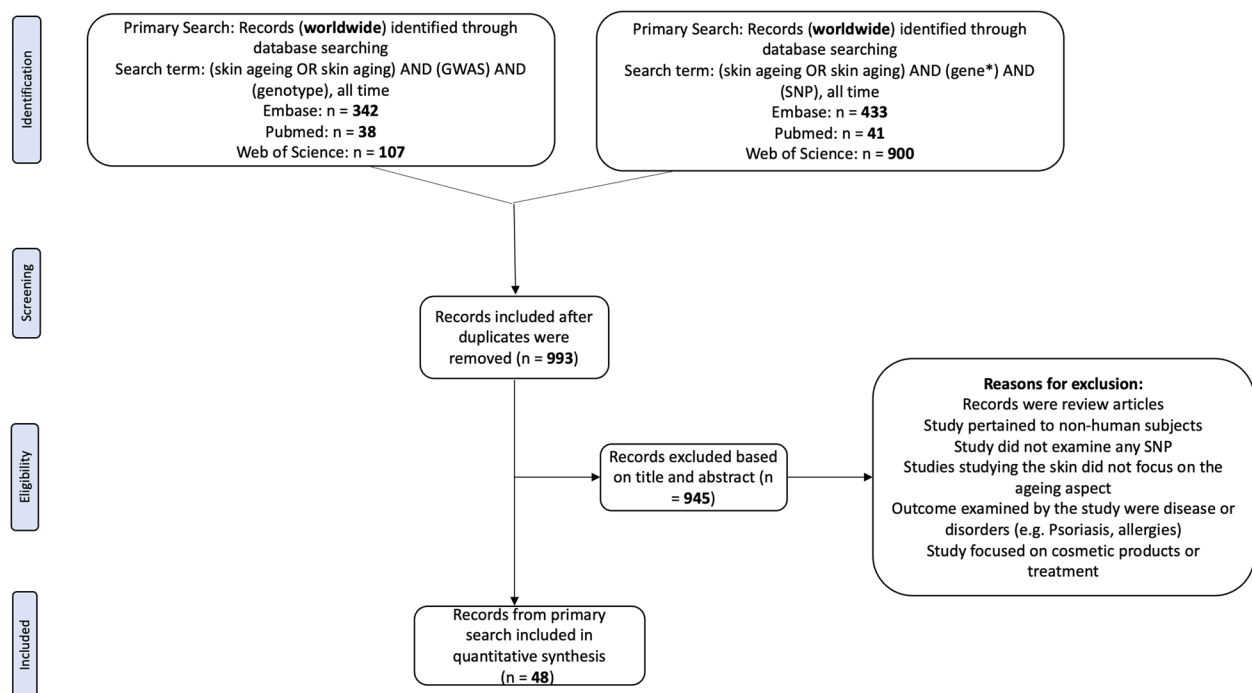 Identification
Primary Search: Records (worldwide) identified through
database searching
Search term: (skin ageing OR skin aging) AND (GWAS) AND
(genotype), all time
Embase: n = 342
Pubmed: n = 38
Web of Science: n = 107
Primary Search: Records (worldwide) identified through
database searching
Search term: (skin ageing OR skin aging) AND (gene*) AND
(SNP), all time
Embase: n = 433
Pubmed: n = 41
Web of Science: n = 900
Screening
Records included after
duplicates were
removed (n = 993)
Eligibility
Records excluded based
on title and abstract (n
= 945)
Reasons for exclusion:
Records were review articles
Study pertained to non-human subjects
Study did not examine any SNP
Studies studying the skin did not focus on the
ageing aspect
Outcome examined by the study were disease or
disorders (e.g. Psoriasis, allergies)
Study focused on cosmetic products or
treatment
Included
Records from primary
search included in
quantitative synthesis
(n = 48)